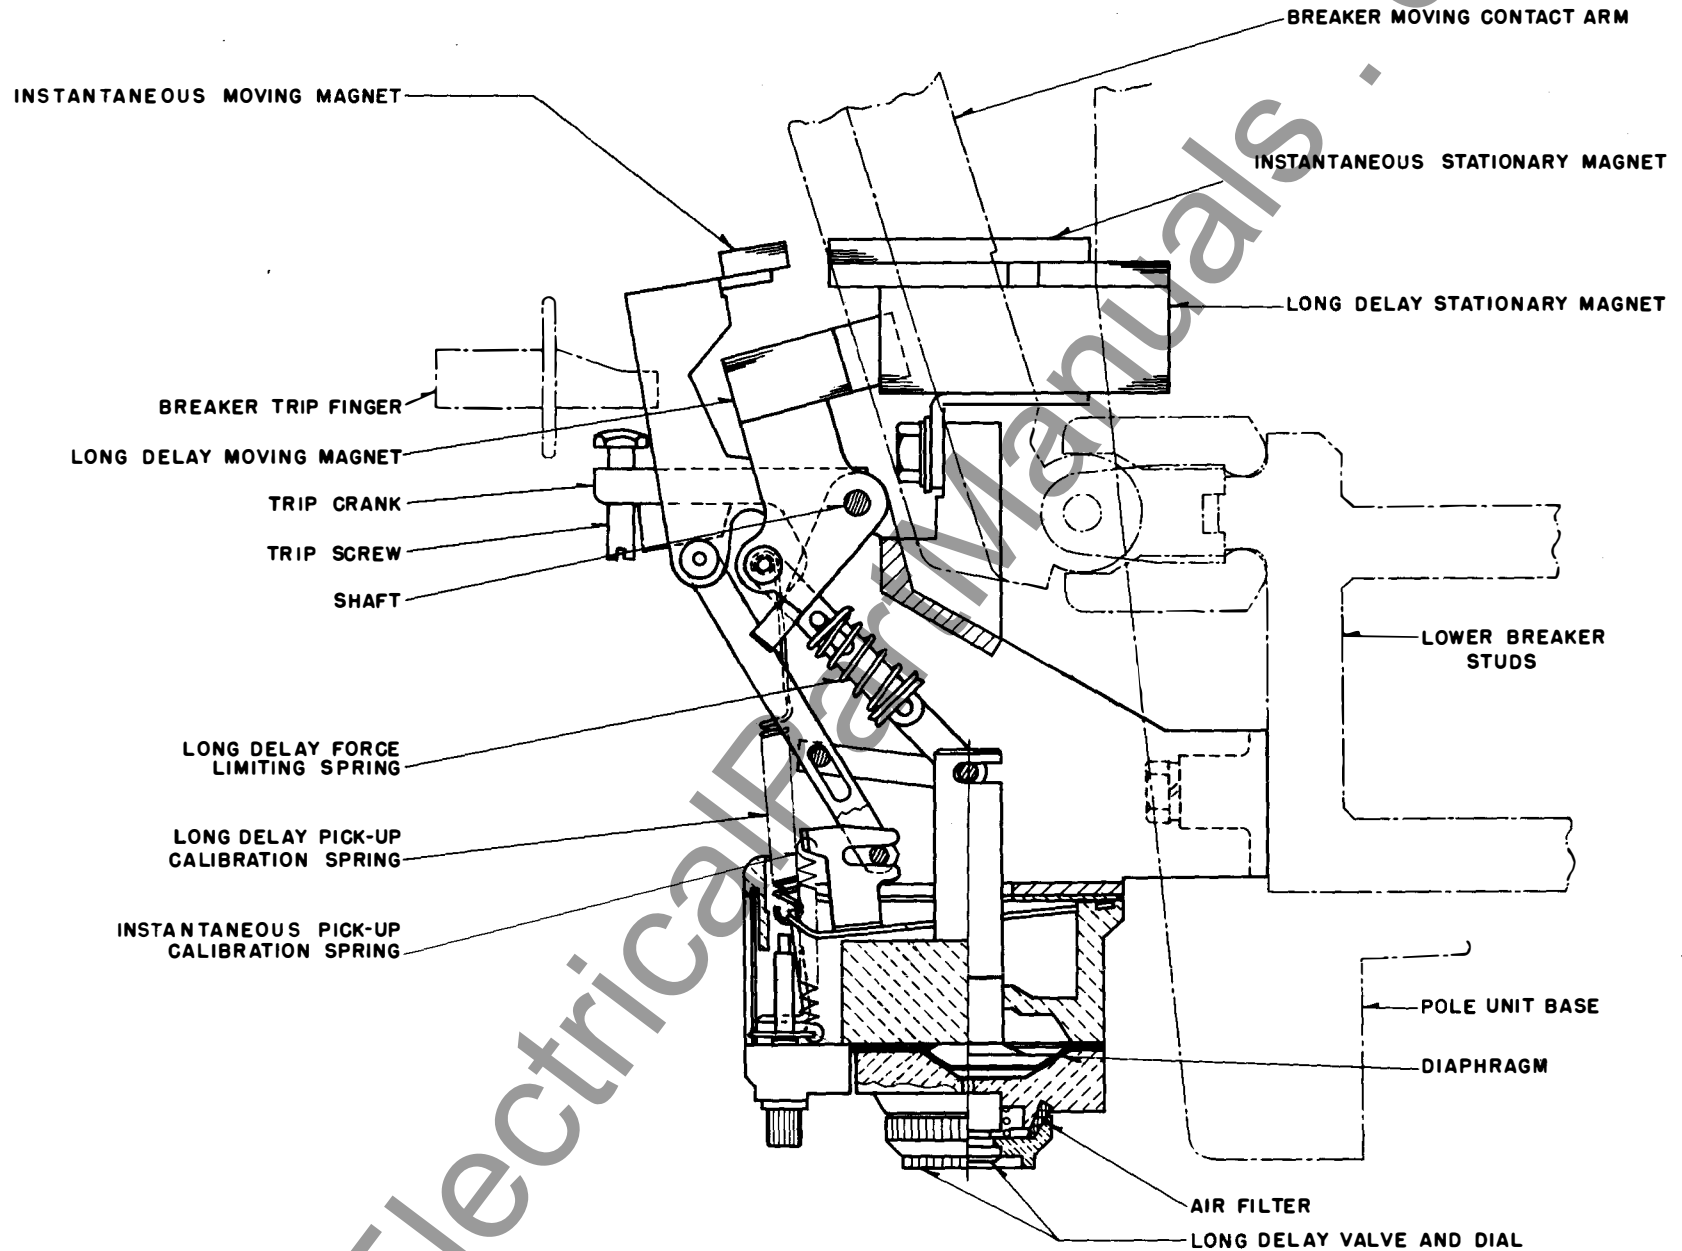 BREAKER MOVING CONTACT ARM
INSTANTANEOUS MOVING MAGNET
INSTANTANEOUS STATIONARY MAGNET
LONG DELAY STATIONARY MAGNET
BREAKER TRIP FINGER
LONG DELAY MOVING MAGNET
TRIP CRANK
TRIP SCREW
SHAFT
LOWER BREAKER
STUDS
LONG DELAY FORCE
LIMITING SPRING
LONG DELAY PICK-UP
CALIBRATION SPRING
INSTANTANEOUS PICK-UP
CALIBRATION SPRING
POLE UNIT BASE
DIAPHRAGM
AIR FILTER
LONG DELAY VALVE AND DIAL
ElectricalPartManuals .